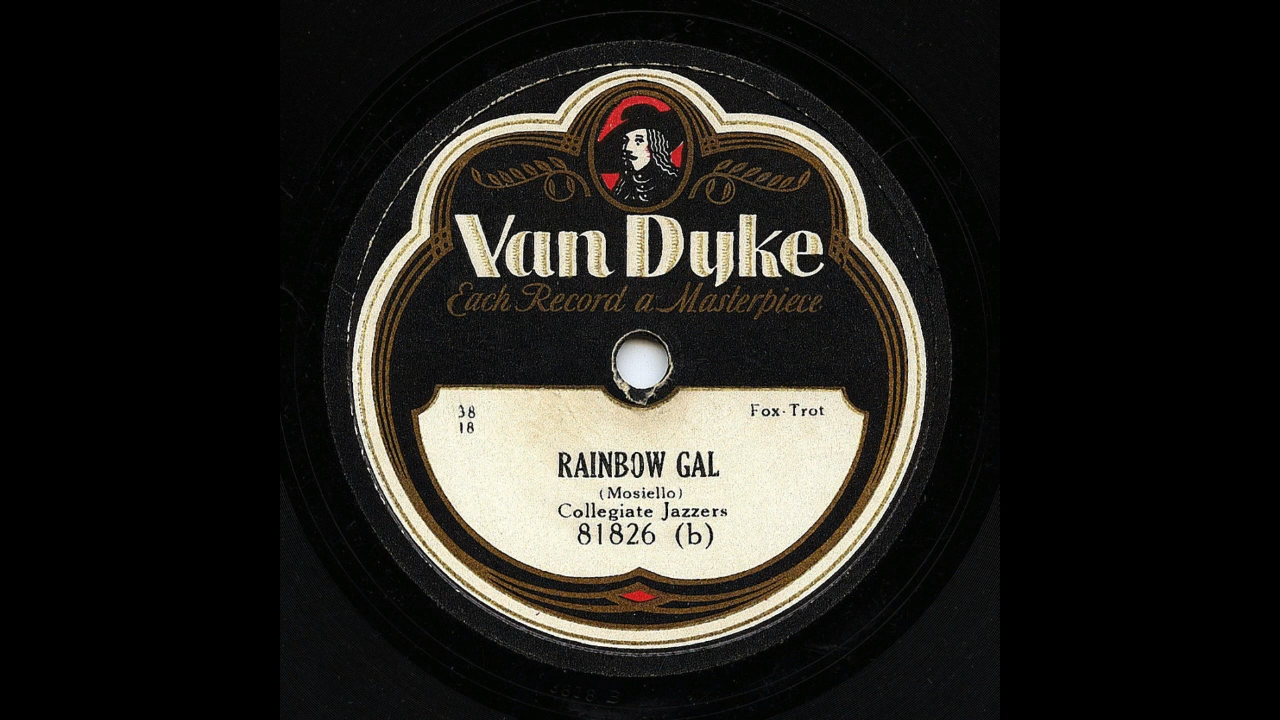 Van Dyke
Each Record a Masterpiece
38
18
Fox-Trot
RAINBOW GAL
(Mosiello)
Collegiate Jazzers
81826 (b)